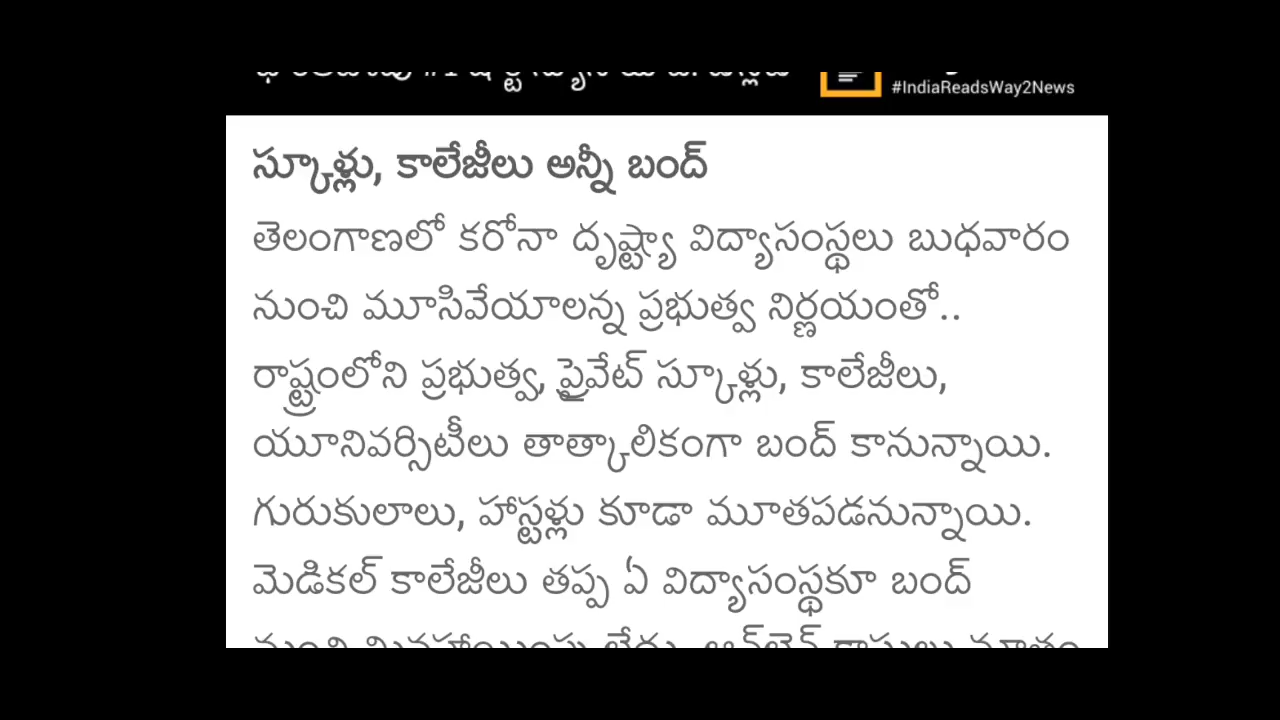 #IndiaReadsWay2News
స్కూళ్లు, కాలేజీలు అన్నీ బంద్
తెలంగాణలో కరోనా దృష్ట్యా విద్యాసంస్థలు బుధవారం
నుంచి మూసివేయాలన్న ప్రభుత్వ నిర్ణయంతో..
రాష్ట్రంలోని ప్రభుత్వ, ప్రైవేట్ స్కూళ్లు, కాలేజీలు,
యూనివర్సిటీలు తాత్కాలికంగా బంద్ కానున్నాయి.
గురుకులాలు, హాస్టళ్లు కూడా మూతపడనున్నాయి.
మెడికల్ కాలేజీలు తప్ప ఏ విద్యాసంస్థకూ బంద్